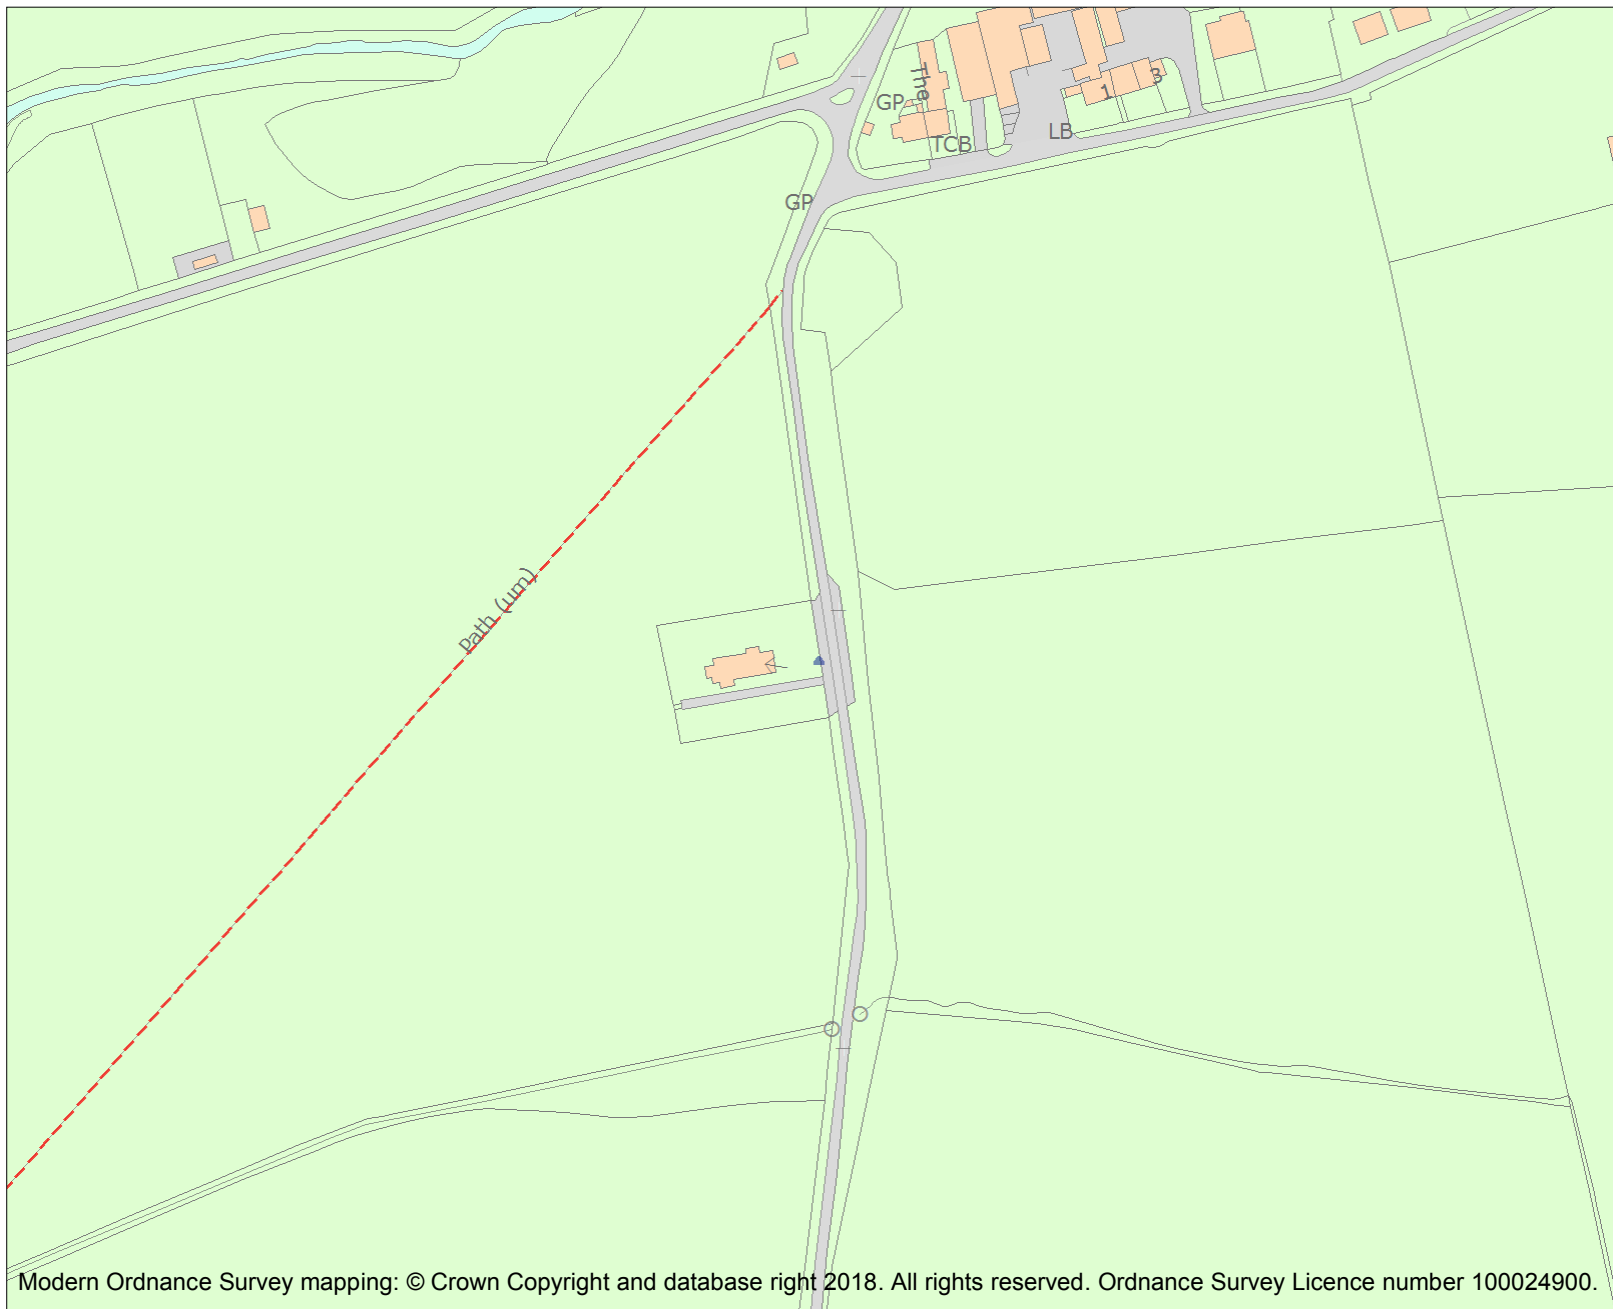 The
3
1
GP
LB
TCB
GP
Path (um)
Modern Ordnance Survey mapping: © Crown Copyright and database right 2018. All rights reserved. Ordnance Survey Licence number 100024900.